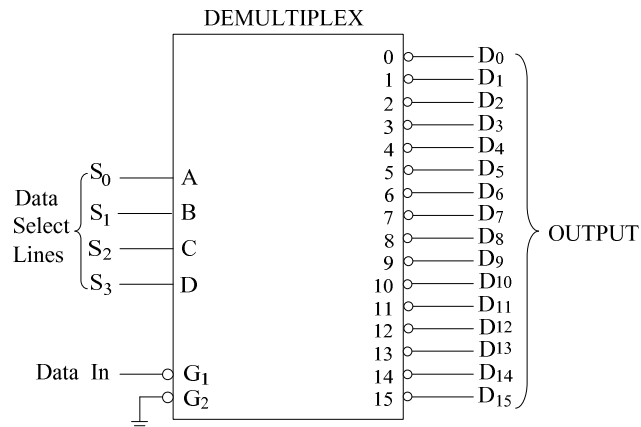 DEMULTIPLEX
0 D0
1 D1
2 D2
3 D3
4 D4
5 D5
6 D6
7 D7
8 D8
9 D9
10 D10
11 D11
12 D12
13 D13
14 D14
15 D15
OUTPUT
Data
Select
Lines
S0 A
S1 B
S2 C
S3 D
Data In G1
G2